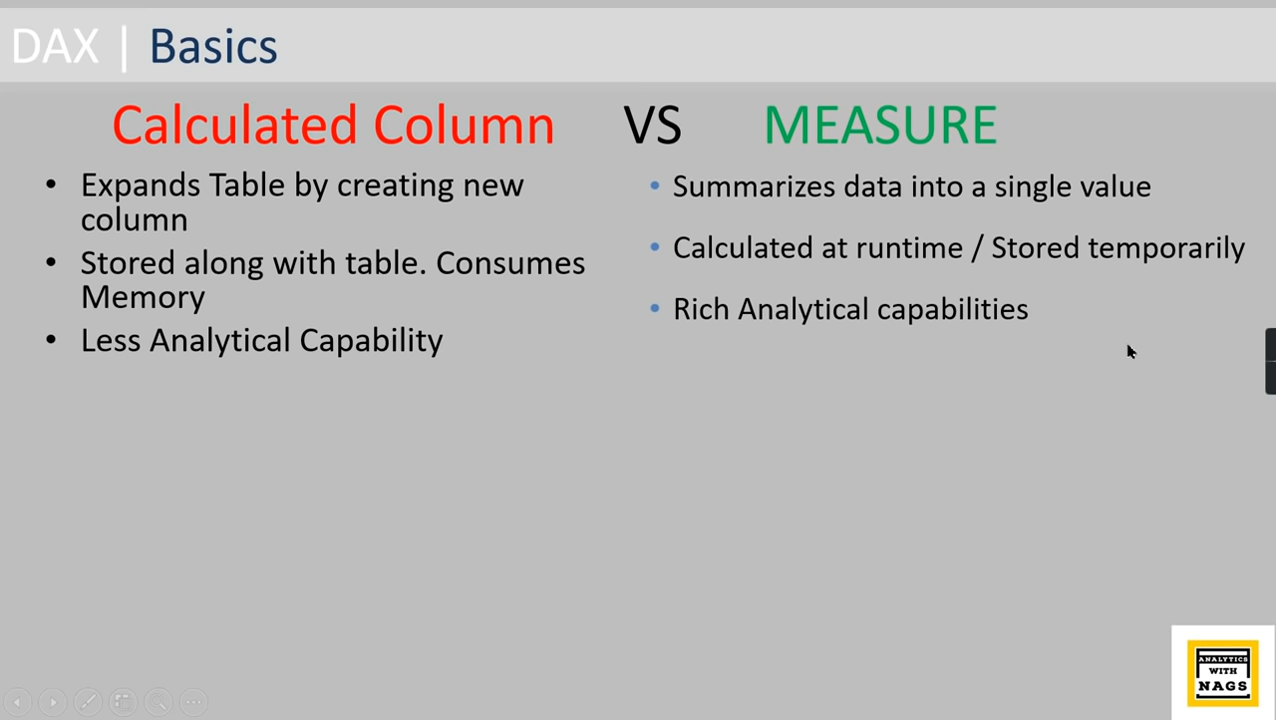 DAX | Basics
Calculated Column VS MEASURE
• Expands Table by creating new
column
• Stored along with table. Consumes
Memory
• Less Analytical Capability
• Summarizes data into a single value
• Calculated at runtime / Stored temporarily
• Rich Analytical capabilities
ANALYTICS
WITH
NAGS